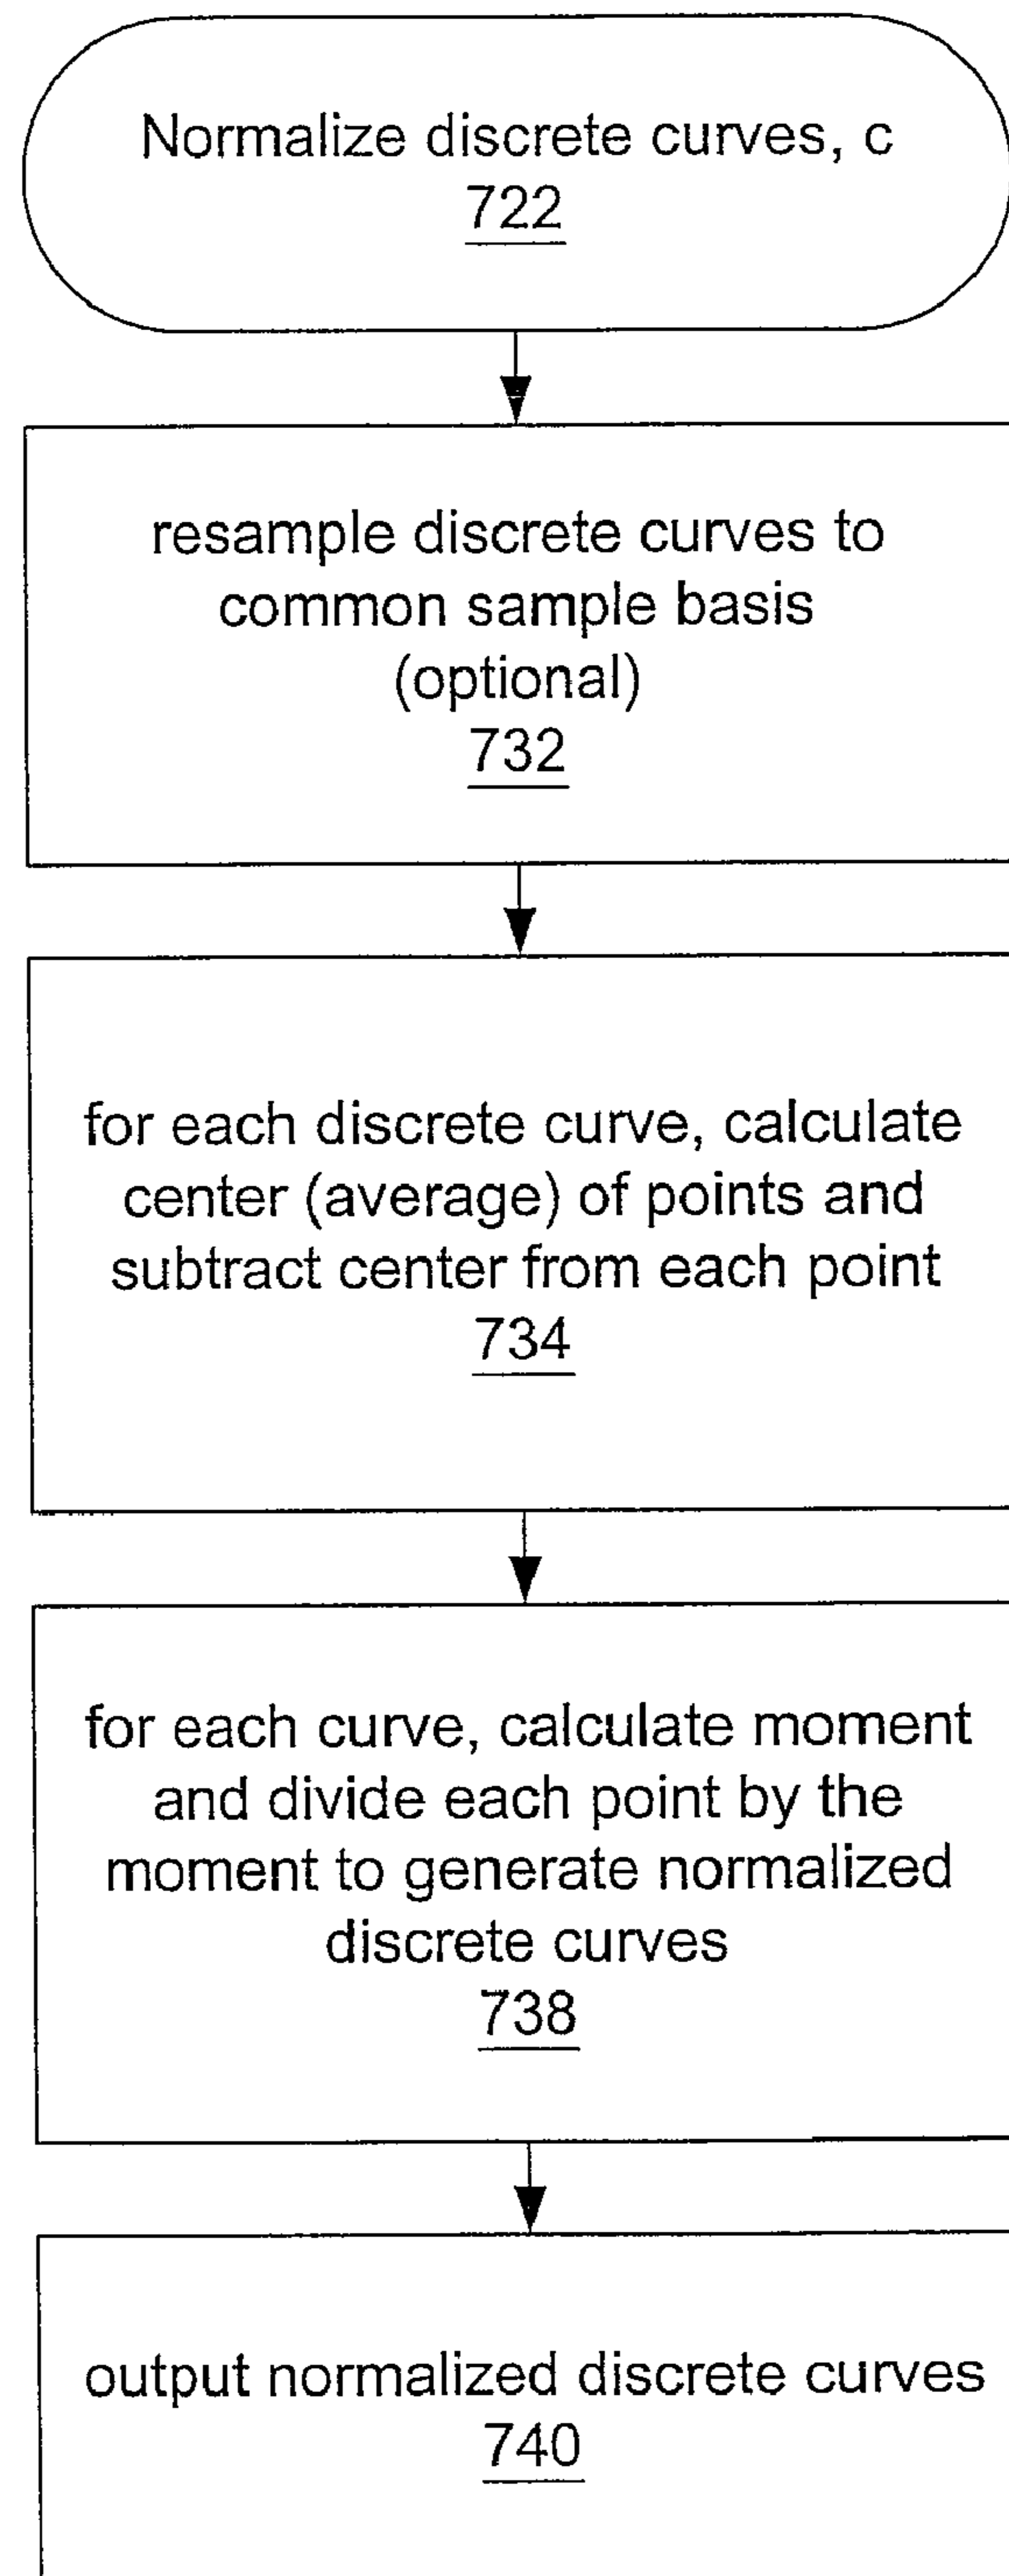 Normalize discrete curves, c
722
resample discrete curves to
common sample basis
(optional)
732
for each discrete curve, calculate
center (average) of points and
subtract center from each point
734
for each curve, calculate moment
and divide each point by the
moment to generate normalized
discrete curves
738
output normalized discrete curves
740